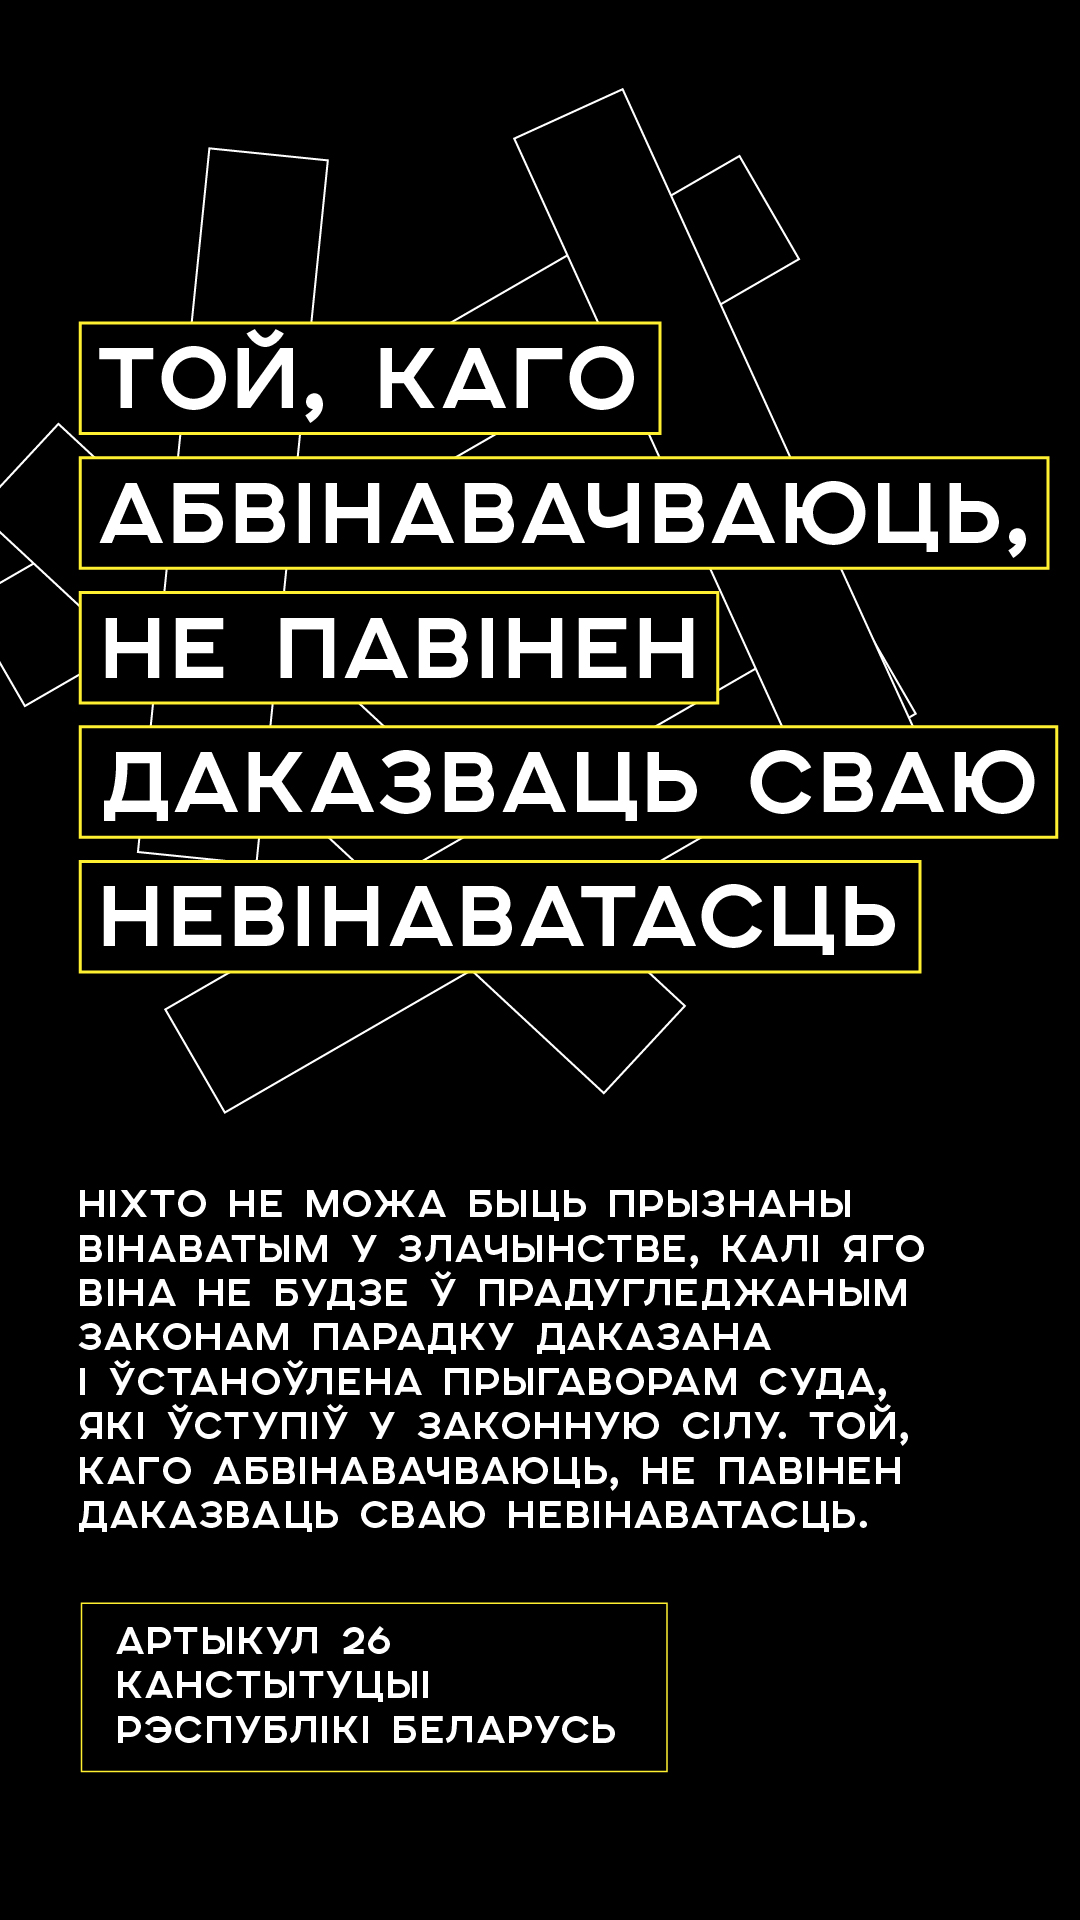 ТОЙ, КАГО
АБВІНАВАЧВАЮЦЬ,
НЕ ПАВІНЕН
ДАКАЗВАЦЬ СВАЮ
НЕВІНАВАТАСЦЬ
НІХТО НЕ МОЖА БЫЦЬ ПРЫЗНАНЫ
ВІНАВАТЫМ У ЗЛАЧЫНСТВЕ, КАЛІ ЯГО
ВІНА НЕ БУДЗЕ Ў ПРАДУГЛЕДЖАНЫМ
ЗАКОНАМ ПАРАДКУ ДАКАЗАНА
І ЎСТАНОЎЛЕНА ПРЫГАВОРАМ СУДА,
ЯКІ ЎСТУПІЎ У ЗАКОННУЮ СІЛУ. ТОЙ,
КАГО АБВІНАВАЧВАЮЦЬ, НЕ ПАВІНЕН
ДАКАЗВАЦЬ СВАЮ НЕВІНАВАТАСЦЬ.
АРТЫКУЛ 26
КАНСТЫТУЦЫІ
РЭСПУБЛІКІ БЕЛАРУСЬ